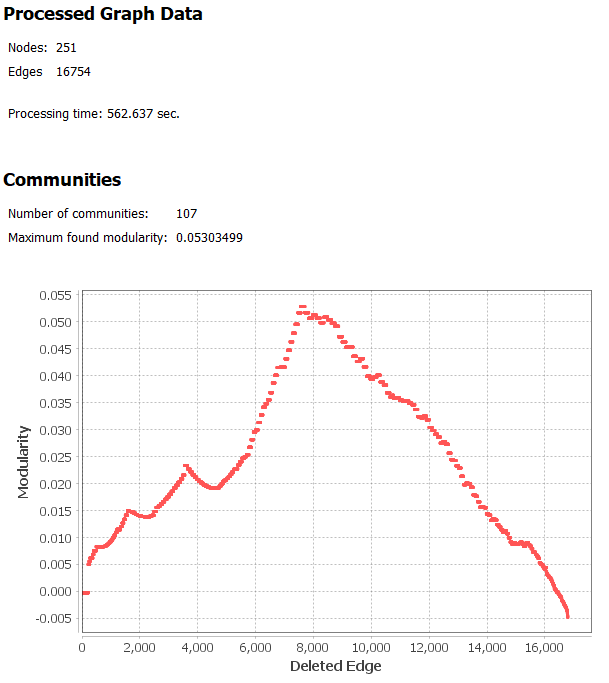 Processed Graph Data
Nodes: 251
Edges 16754
Processing time: 562.637 sec.
Communities
Number of communities: 107
Maximum found modularity: 0.05303499
0.055
0.050
0.045
0.040
0.035
0.030
0.025
0.020
0.015
0.010
0.005
0.000
-0.005
Modularity
0 2,000 4,000 6,000 8,000 10,000 12,000 14,000 16,000
Deleted Edge